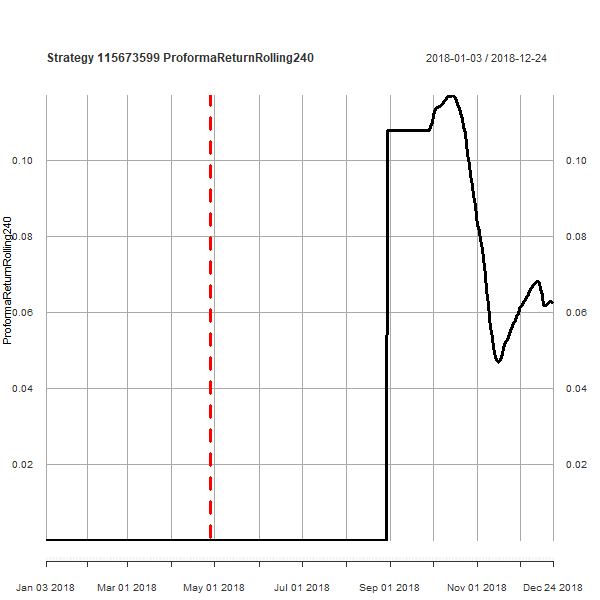 Strategy 115673599 ProformaReturnRolling240
2018-01-03 / 2018-12-24
ProformaReturnRolling240
0.10 0.10
0.08 0.08
0.06 0.06
0.04 0.04
0.02 0.02
Jan 03 2018 Mar 01 2018 May 01 2018 Jul 01 2018 Sep 01 2018 Nov 01 2018 Dec 24 2018